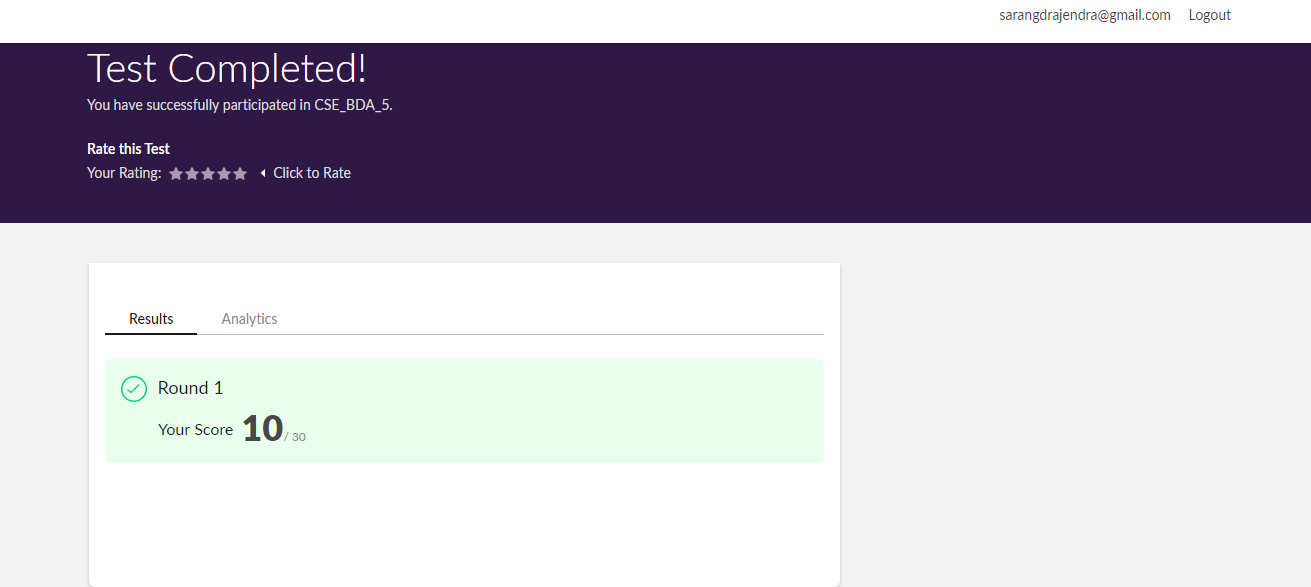 sarangdrajendra@gmail.com Logout
Test Completed!
You have successfully participated in CSE_BDA_5.
Rate this Test
Your Rating: Click to Rate
Results Analytics
Round 1
Your Score 10 / 30